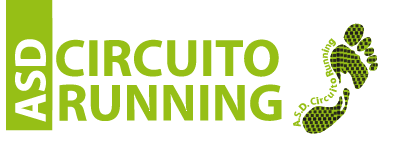 ASD
CIRCUITO
RUNNING
A.S.D. Circuito Running